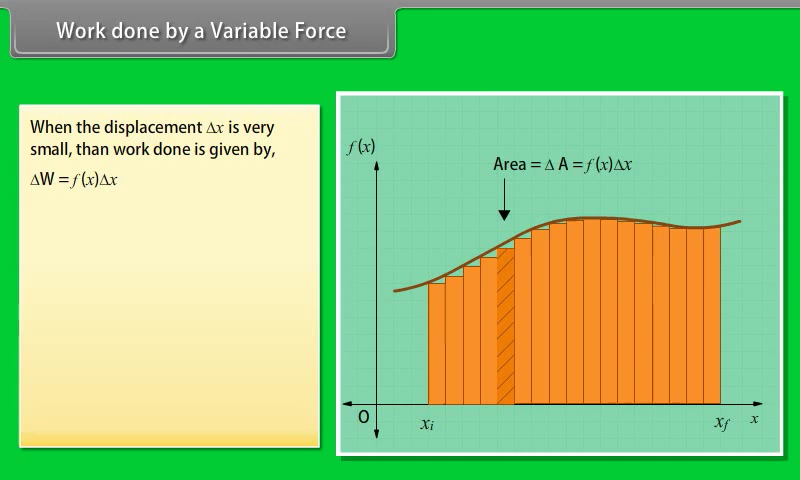 Work done by a Variable Force
When the displacement Δx is very
small, than work done is given by,
ΔW = f(x)Δx
f(x)
Area = Δ A = f(x)Δx
O
xᵢ
x_f
x